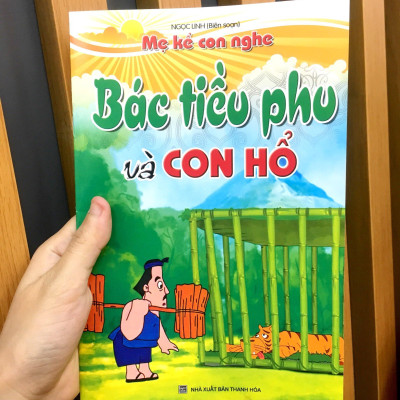 NGỌC LINH (Biên soạn)
Mẹ kể con nghe
Bác tiều phu
và CON HỔ
NHÀ XUẤT BẢN THANH HÓA